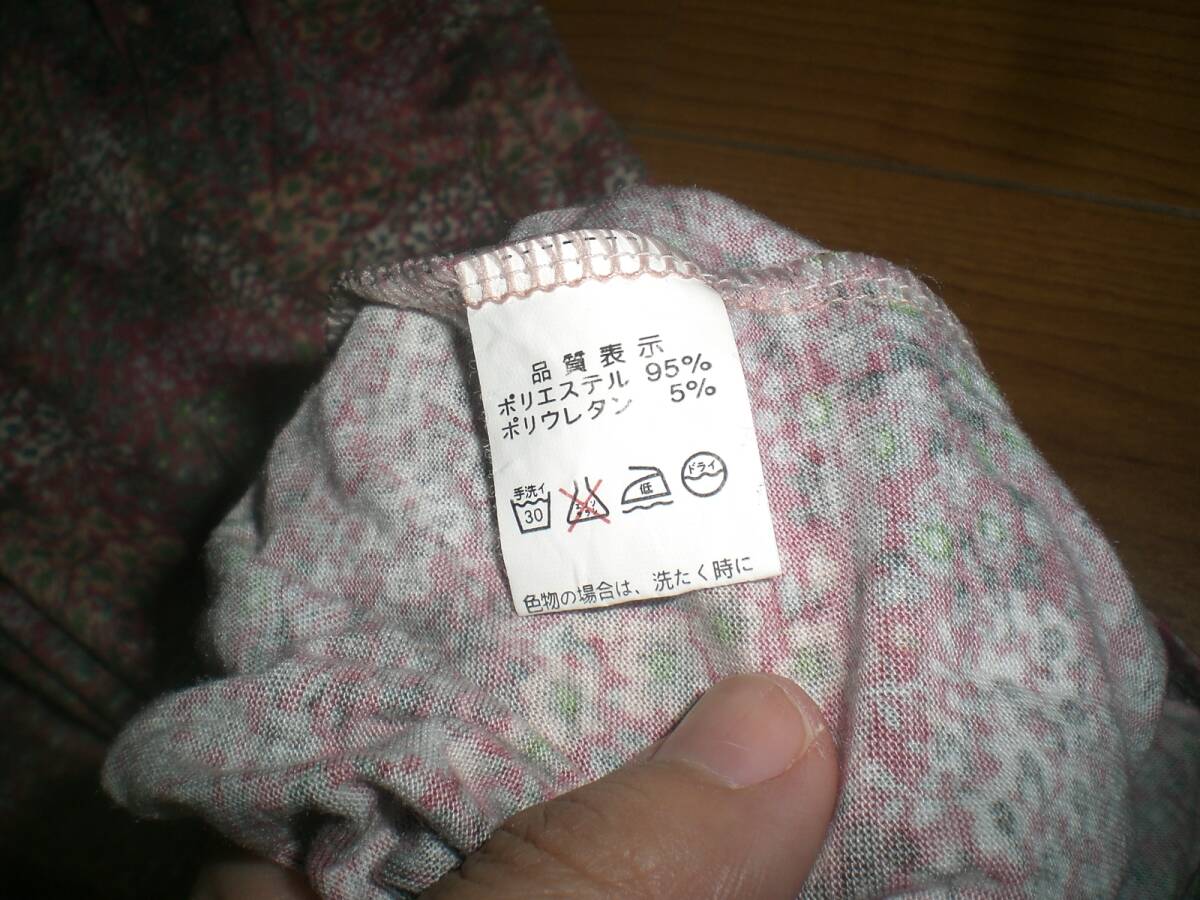 品質表示
ポリエステル 95%
ポリウレタン 5%
手洗イ
30
低
ドライ
色物の場合は、洗たく時に